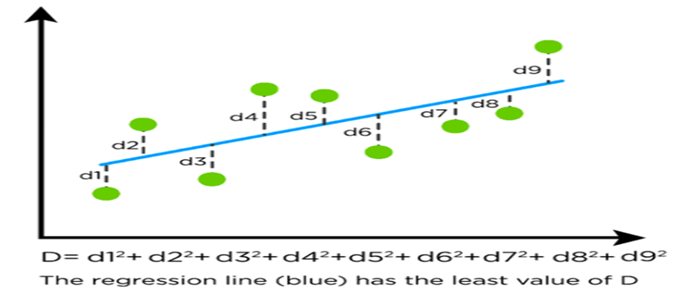 d9
d4
d5
d8
d7
d2
d6
d3
d1
D= d1²+ d2²+ d3²+ d4²+d5²+ d6²+d7²+ d8²+ d9²
The regression line (blue) has the least value of D